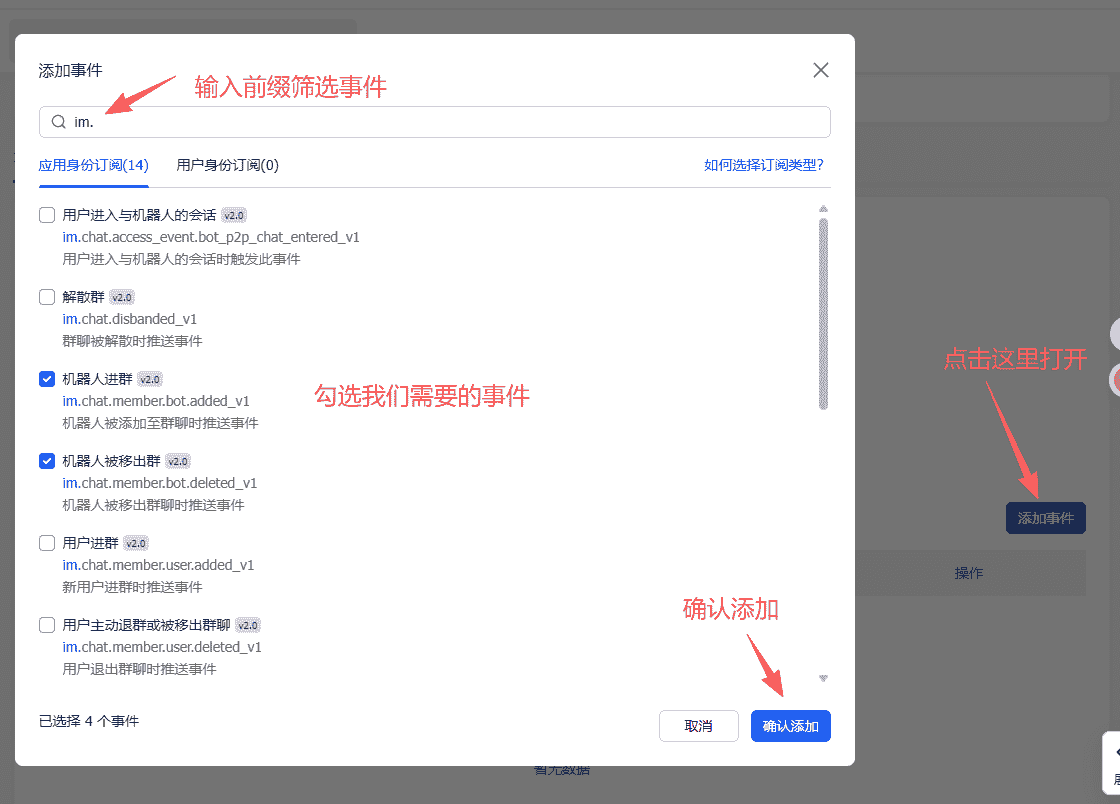 添加事件
输入前缀筛选事件
im.
应用身份订阅(14)
用户身份订阅(0)
如何选择订阅类型?
用户进入与机器人的会话 v2.0
im.chat.access_event.bot_p2p_chat_entered_v1
用户进入与机器人的会话时触发此事件
解散群 v2.0
im.chat.disbanded_v1
群聊被解散时推送事件
机器人进群 v2.0
im.chat.member.bot.added_v1
机器人被添加至群聊时推送事件
勾选我们需要的事件
机器人被移出群 v2.0
im.chat.member.bot.deleted_v1
机器人被移出群聊时推送事件
用户进群 v2.0
im.chat.member.user.added_v1
新用户进群时推送事件
用户主动退群或被移出群聊 v2.0
im.chat.member.user.deleted_v1
用户退出群聊时推送事件
已选择 4 个事件
取消
确认添加
确认添加
点击这里打开
添加事件
操作
暂无数据